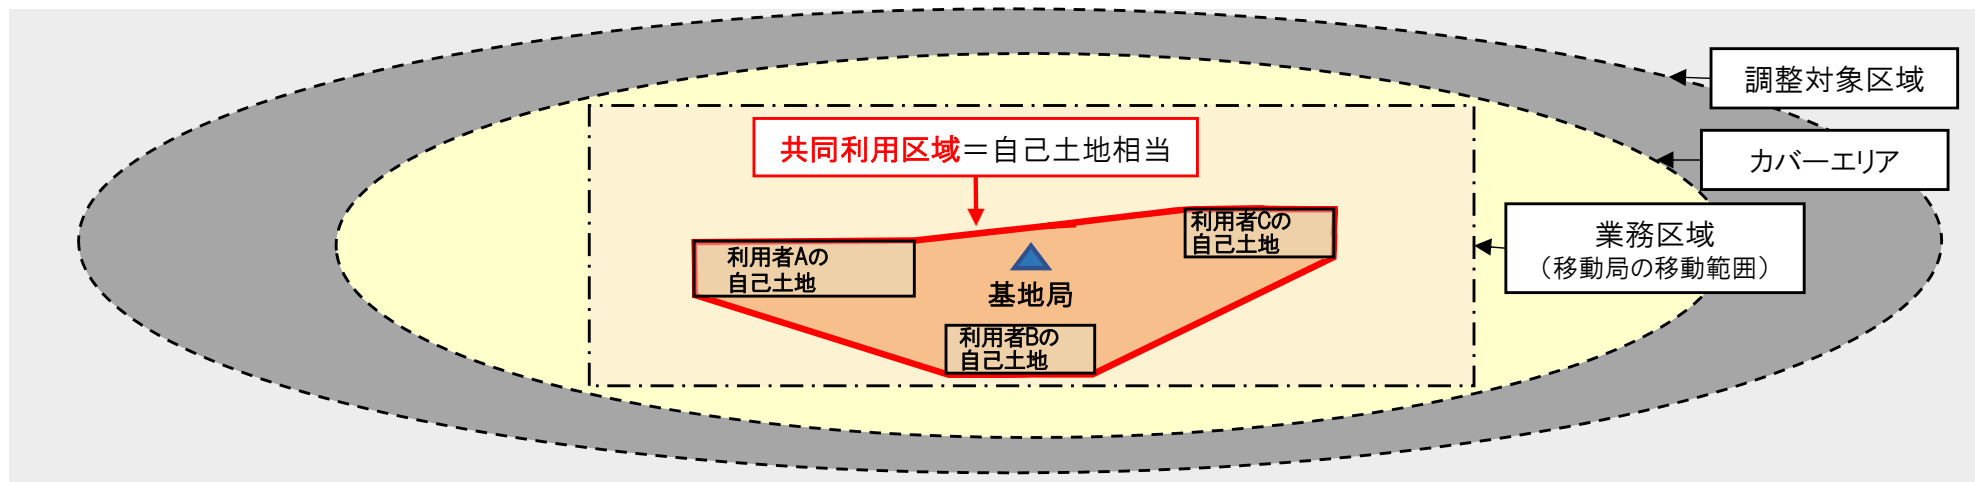 調整対象区域
共同利用区域＝自己土地相当
カバーエリア
業務区域
（移動局の移動範囲）
利用者Aの
自己土地
利用者Cの
自己土地
基地局
利用者Bの
自己土地